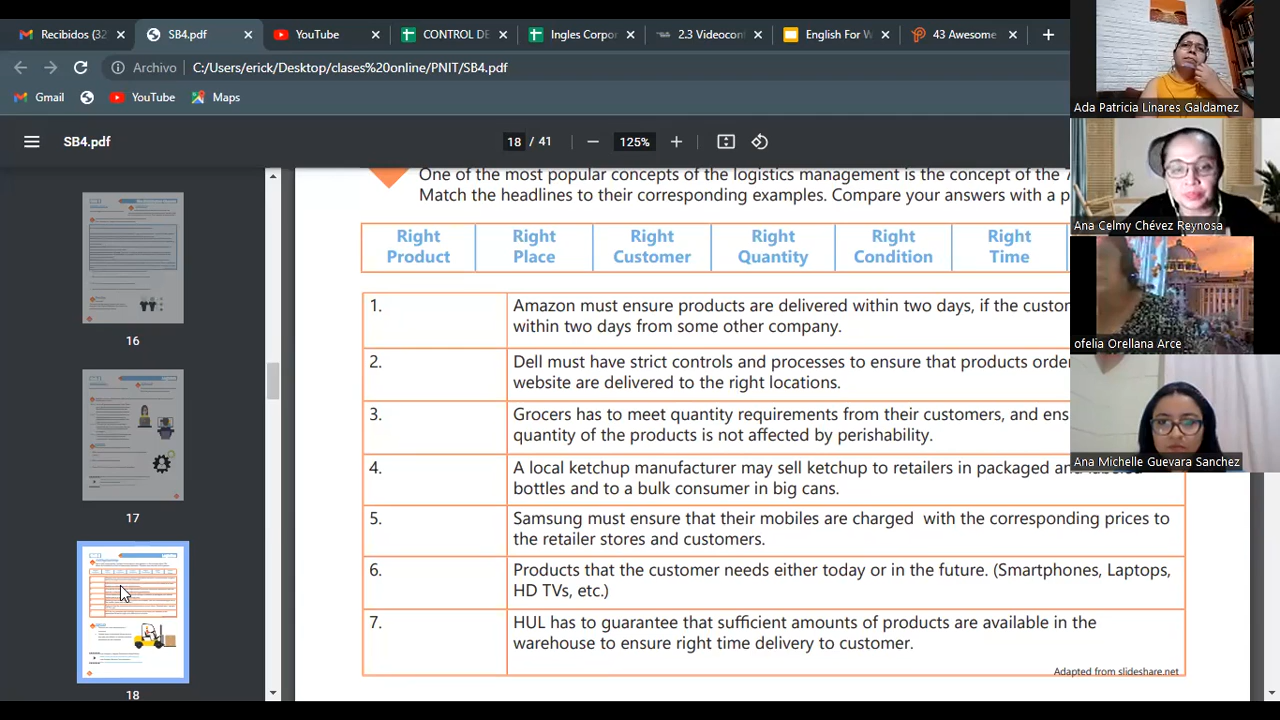 Recibidos (32
SB4.pdf
YouTube
CONTROL DE
Ingles Corpor
English For W
43 Awesome
Archivo
C:/Users/erick/Desktop/clases%20
Gmail
YouTube
Maps
SB4.pdf
18 / 41
125%
One of the most popular concepts of the logistics management is the concept of the
Match the headlines to their corresponding examples. Compare your answers with a p
Right Product
Right Place
Right Customer
Right Quantity
Right Condition
Right Time
1.
Amazon must ensure products are delivered within two days, if the custo
within two days from some other company.
2.
Dell must have strict controls and processes to ensure that products order
website are delivered to the right locations.
3.
Grocers has to meet quantity requirements from their customers, and ens
quantity of the products is not affected by perishability.
4.
A local ketchup manufacturer may sell ketchup to retailers in packaged and labeled
bottles and to a bulk consumer in big cans.
5.
Samsung must ensure that their mobiles are charged with the corresponding prices to
the retailer stores and customers.
6.
Products that the customer needs either today or in the future (Smartphones, Laptops,
HD TVs, etc.)
7.
HUL has to guarantee that sufficient amounts of products are available in the
warehouse to ensure right time delivery to customer.
Adapted from slideshare.net
16
17
18
Ada Patricia Linares Galdamez
Ana Celmy Chévez Reynosa
ofelia Orellana Arce
Ana Michelle Guevara Sanchez